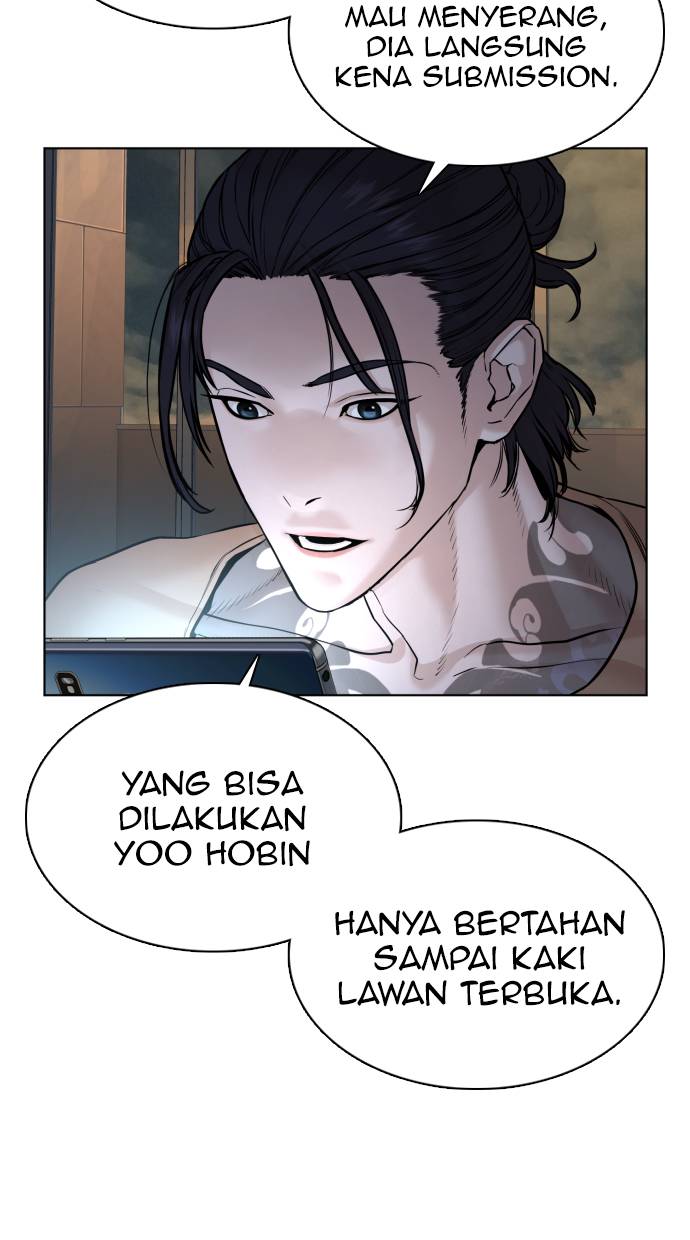 MAU MENYERANG,
DIA LANGSUNG
KENA SUBMISSION.
YANG BISA
DILAKUKAN
YOO HOBIN
HANYA BERTAHAN
SAMPAI KAKI
LAWAN TERBUKA.